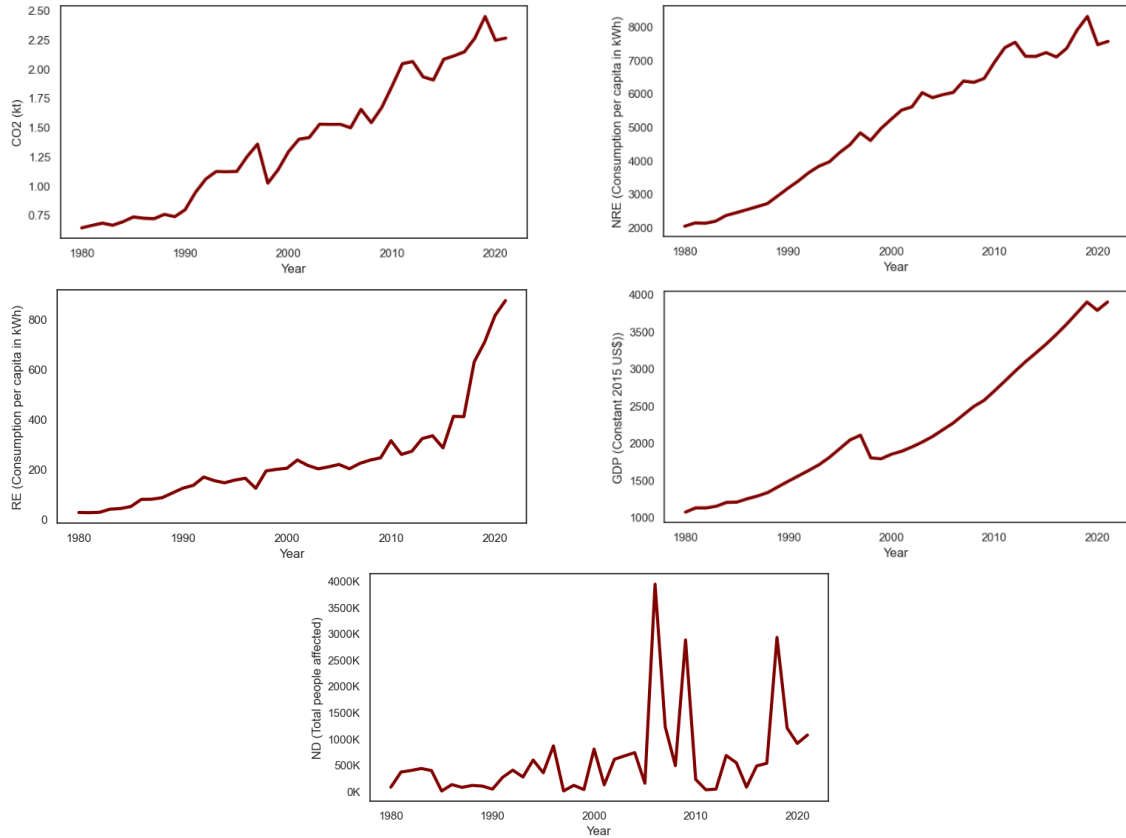 2.50
2.25
2.00
1.75
1.50
1.25
1.00
0.75
CO2 (kt)
1980
1990
2000
2010
2020
Year
8000
7000
6000
5000
4000
3000
2000
NRE (Consumption per capita in kWh)
1980
1990
2000
2010
2020
Year
800
600
400
200
0
RE (Consumption per capita in kWh)
1980
1990
2000
2010
2020
Year
4000
3500
3000
2500
2000
1500
1000
GDP (Constant 2015 US$))
1980
1990
2000
2010
2020
Year
4000K
3500K
3000K
2500K
2000K
1500K
1000K
500K
0K
ND (Total people affected)
1980
1990
2000
2010
2020
Year